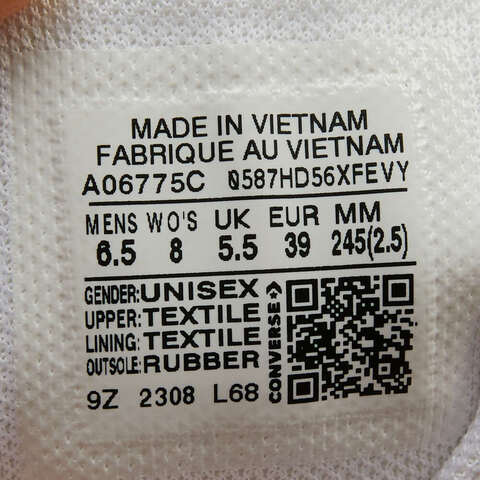 MADE IN VIETNAM
FABRIQUE AU VIETNAM
A06775C 0587HD56XFEVY
MENS WO'S UK EUR MM
6.5 8 5.5 39 245(2.5)
GENDER:UNISEX
UPPER:TEXTILE
LINING:TEXTILE
OUTSOLE:RUBBER
CONVERSE
9Z 2308 L68